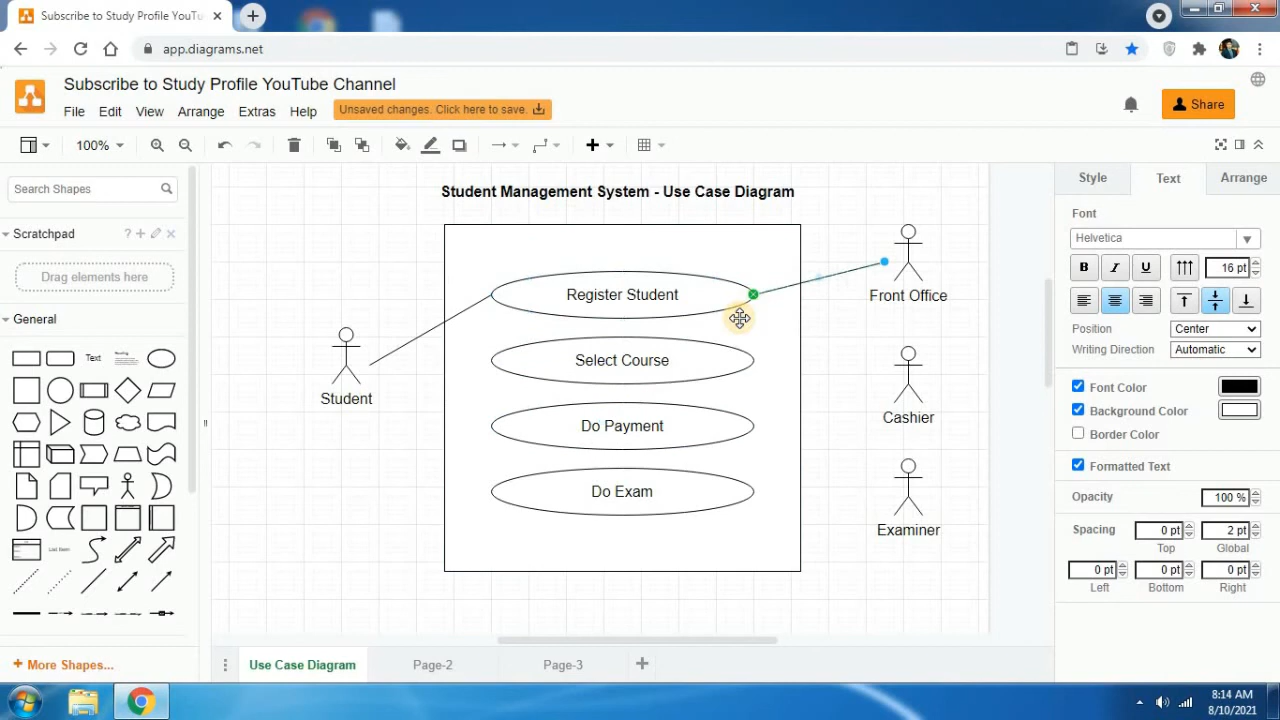 Subscribe to Study Profile YouTu
app.diagrams.net
Subscribe to Study Profile YouTube Channel
File Edit View Arrange Extras Help
Unsaved changes. Click here to save.
Share
100%
Search Shapes
Scratchpad
Drag elements here
General
Text
Heading
List Item
More Shapes...
Student Management System - Use Case Diagram
Register Student
Select Course
Do Payment
Do Exam
Student
Front Office
Cashier
Examiner
Style Text Arrange
Font
Helvetica
B I U 16 pt
Position Center
Writing Direction Automatic
Font Color
Background Color
Border Color
Formatted Text
Opacity 100 %
Spacing 0 pt 2 pt
Top Global
0 pt 0 pt 0 pt
Left Bottom Right
Use Case Diagram Page-2 Page-3
8:14 AM
8/10/2021